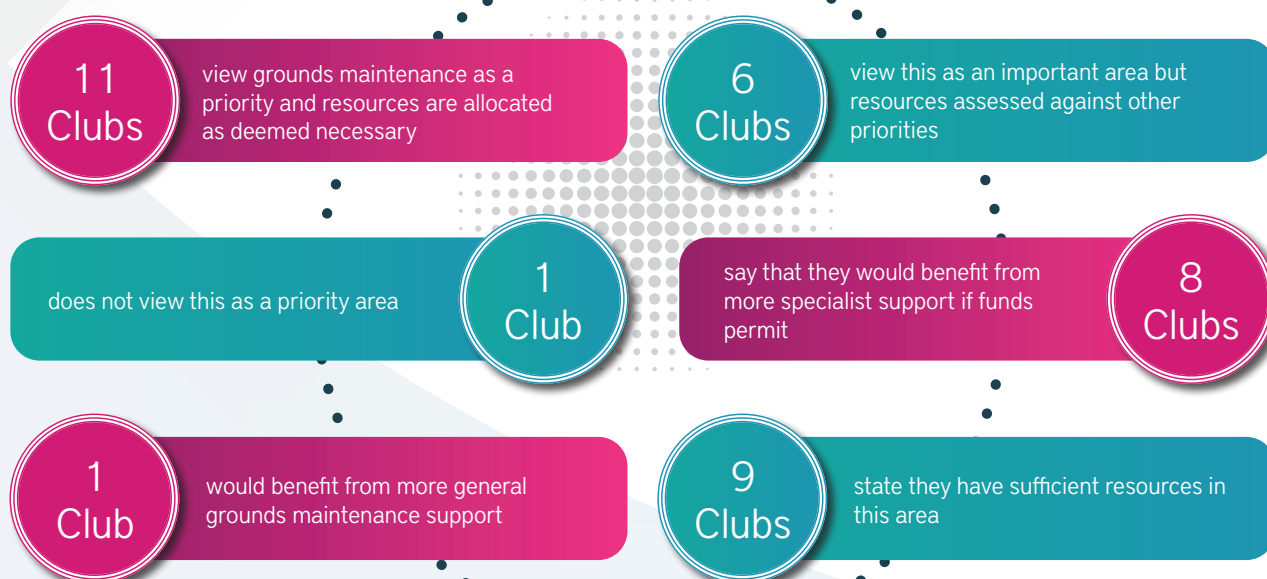 11
Clubs
view grounds maintenance as a
priority and resources are allocated
as deemed necessary
6
Clubs
view this as an important area but
resources assessed against other
priorities
does not view this as a priority area
1
Club
say that they would benefit from
more specialist support if funds
permit
8
Clubs
1
Club
would benefit from more general
grounds maintenance support
9
Clubs
state they have sufficient resources in
this area